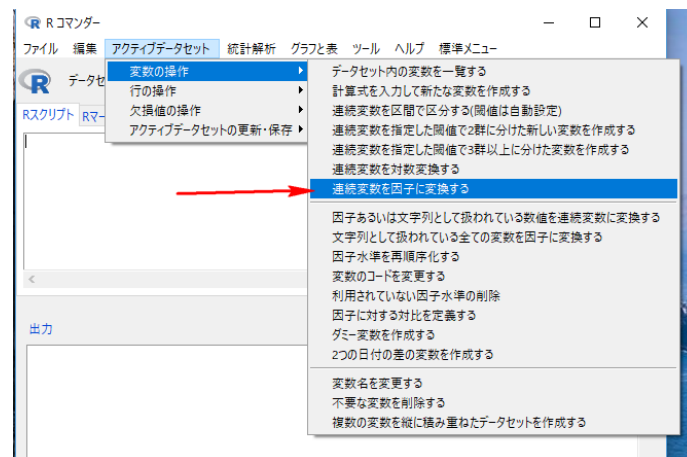 R コマンダー
ファイル 編集 アクティブデータセット 統計解析 グラフと表 ツール ヘルプ 標準メニュー
R データセ
Rスクリプト Rマー
変数の操作
行の操作
欠損値の操作
アクティブデータセットの更新・保存
データセット内の変数を一覧する
計算式を入力して新たな変数を作成する
連続変数を区間で区分する(閾値は自動設定)
連続変数を指定した閾値で2群に分けた新しい変数を作成する
連続変数を指定した閾値で3群以上に分けた変数を作成する
連続変数を対数変換する
連続変数を因子に変換する
因子あるいは文字列として扱われている数値を連続変数に変換する
文字列として扱われている全ての変数を因子に変換する
因子水準を再順序化する
変数のコードを変更する
利用されていない因子水準の削除
因子に対する対比を定義する
ダミー変数を作成する
2つの日付の差の変数を作成する
変数名を変更する
不要な変数を削除する
複数の変数を縦に積み重ねたデータセットを作成する
出力